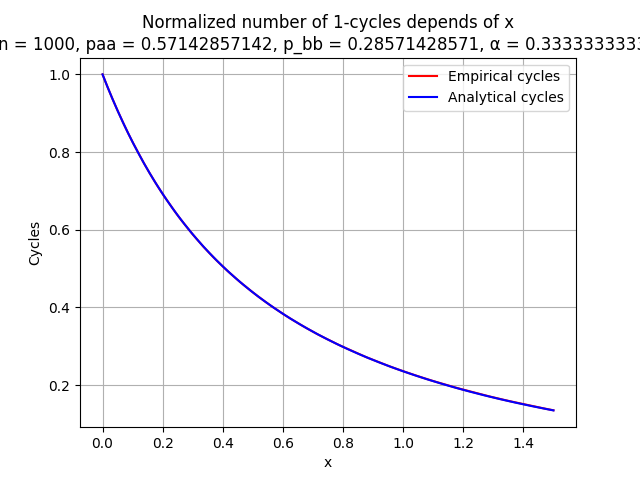 Normalized number of 1-cycles depends of x
n = 1000, paa = 0.57142857142, p_bb = 0.28571428571, α = 0.3333333333
Empirical cycles
Analytical cycles
1.0
0.8
0.6
0.4
0.2
Cycles
0.0 0.2 0.4 0.6 0.8 1.0 1.2 1.4
x